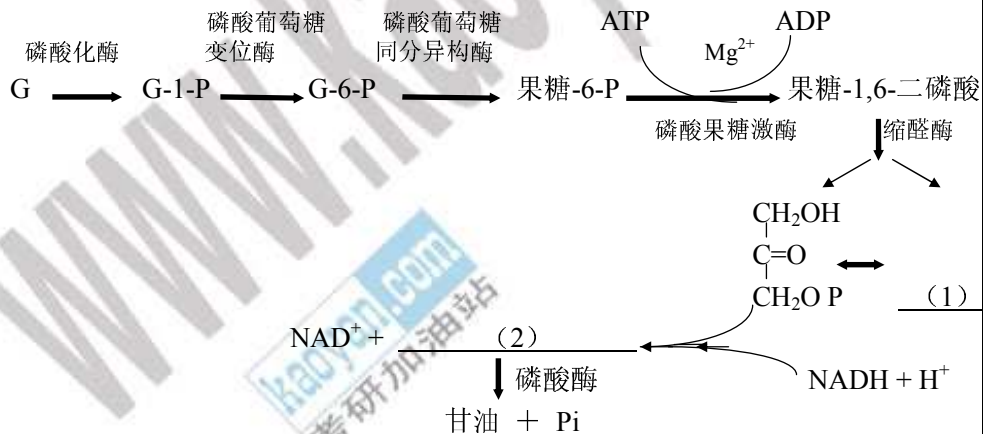 ATP ADP
磷酸葡萄糖 磷酸葡萄糖
磷酸化酶 变位酶 同分异构酶 Mg²⁺
G G-1-P G-6-P 果糖-6-P 果糖-1,6-二磷酸
磷酸果糖激酶 缩醛酶
CH₂OH
C=O
CH₂O P (1)
NAD⁺ + (2)
磷酸酶 NADH + H⁺
甘油 + Pi
www.kaoy
kaoyan.com
考研加油站